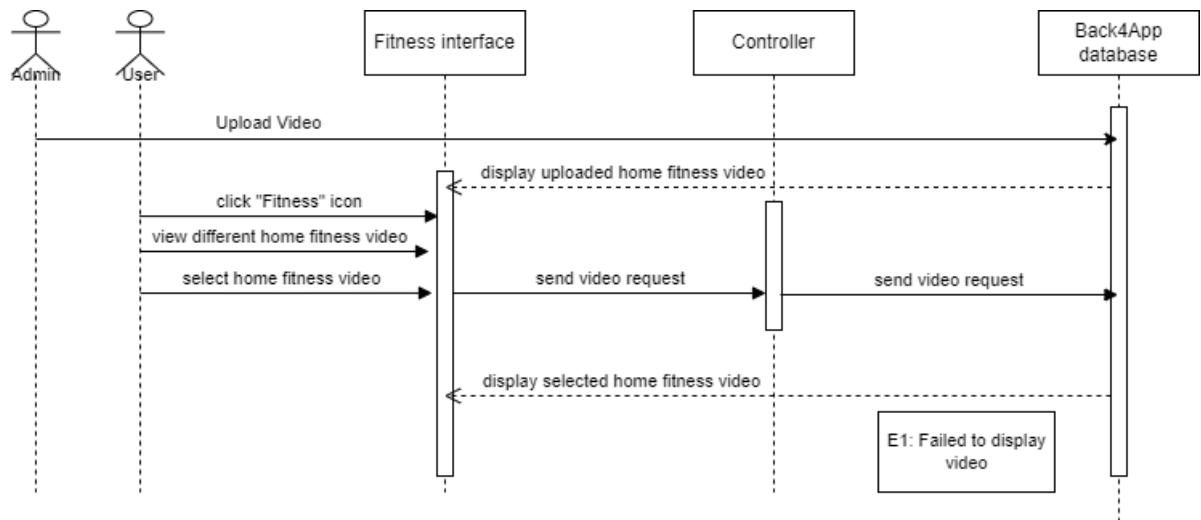 Admin
User
Fitness interface
Controller
Back4App
database
Upload Video
display uploaded home fitness video
click "Fitness" icon
view different home fitness video
select home fitness video
send video request
send video request
display selected home fitness video
E1: Failed to display
video